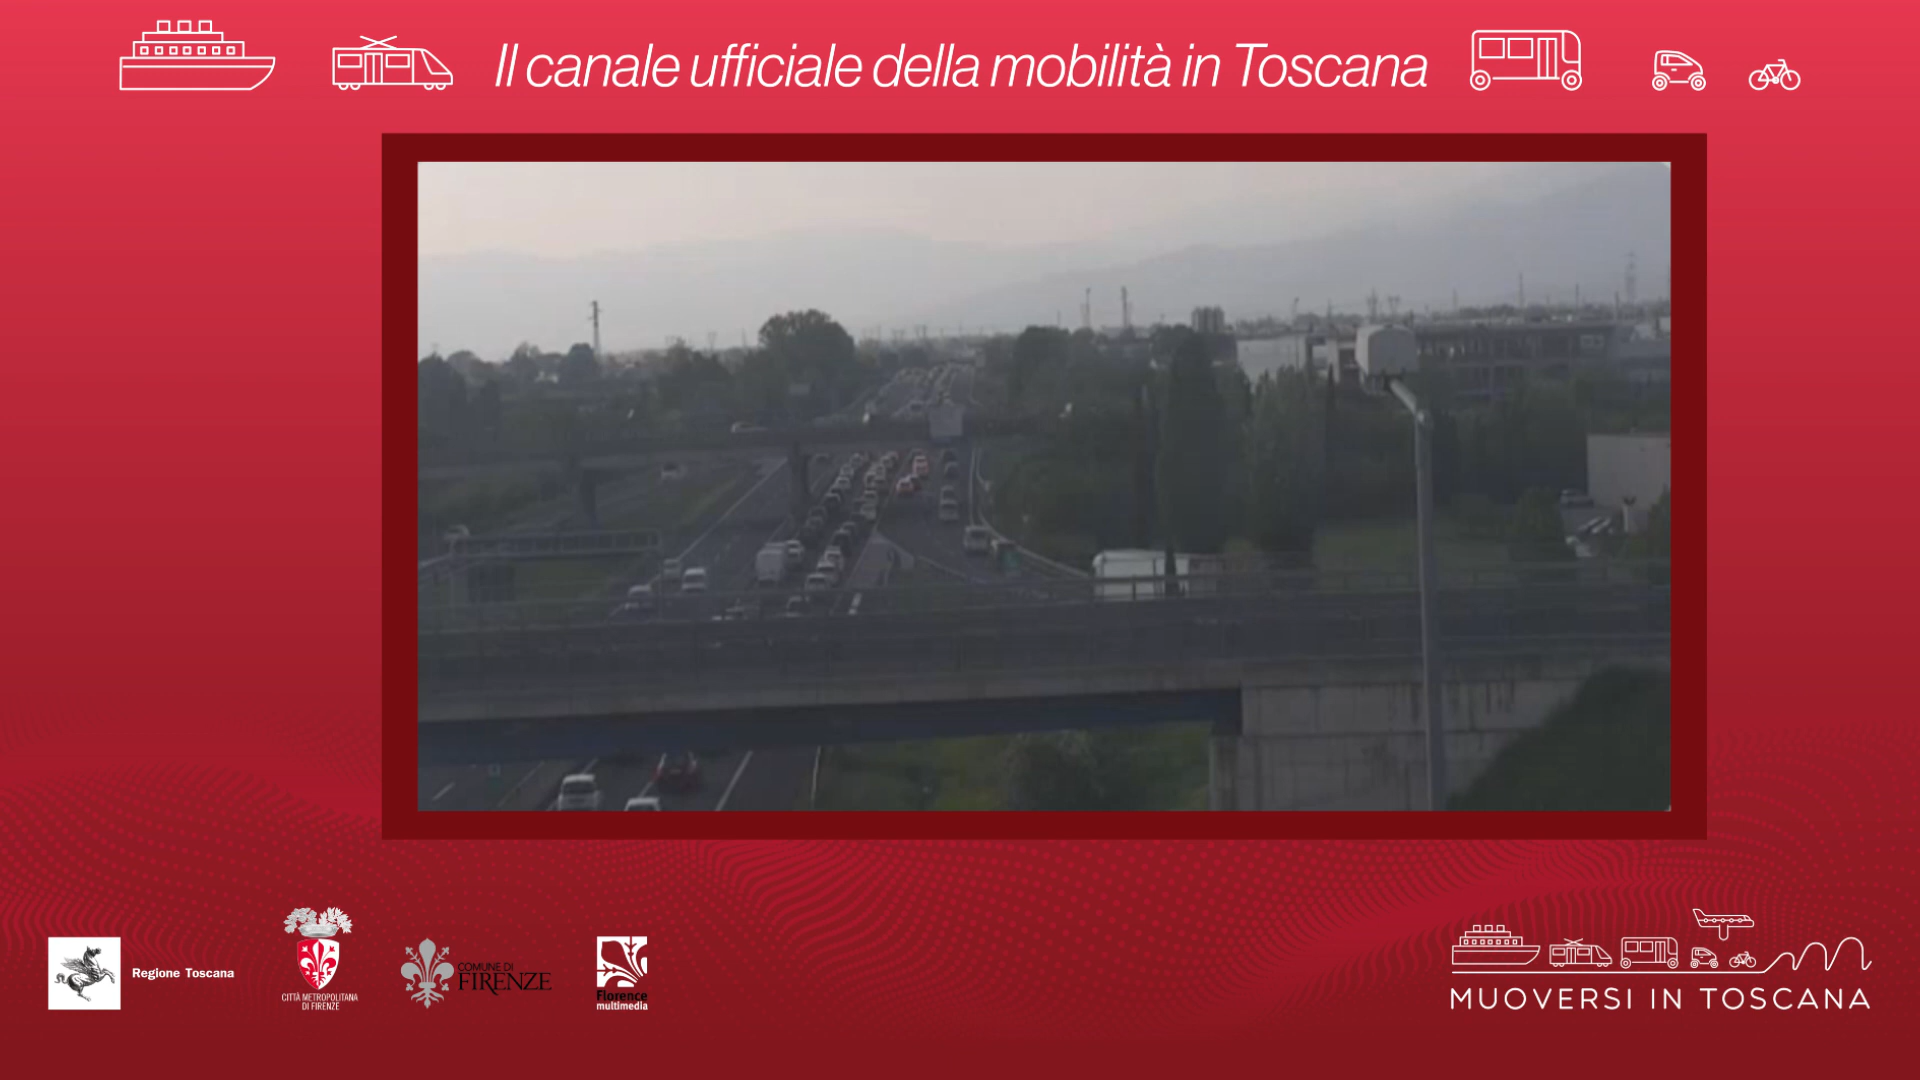 Il canale ufficiale della mobilità in Toscana
Regione Toscana
CITTÀ METROPOLITANA
DI FIRENZE
COMUNE DI
FIRENZE
Florence
multimedia
MUOVERSI IN TOSCANA